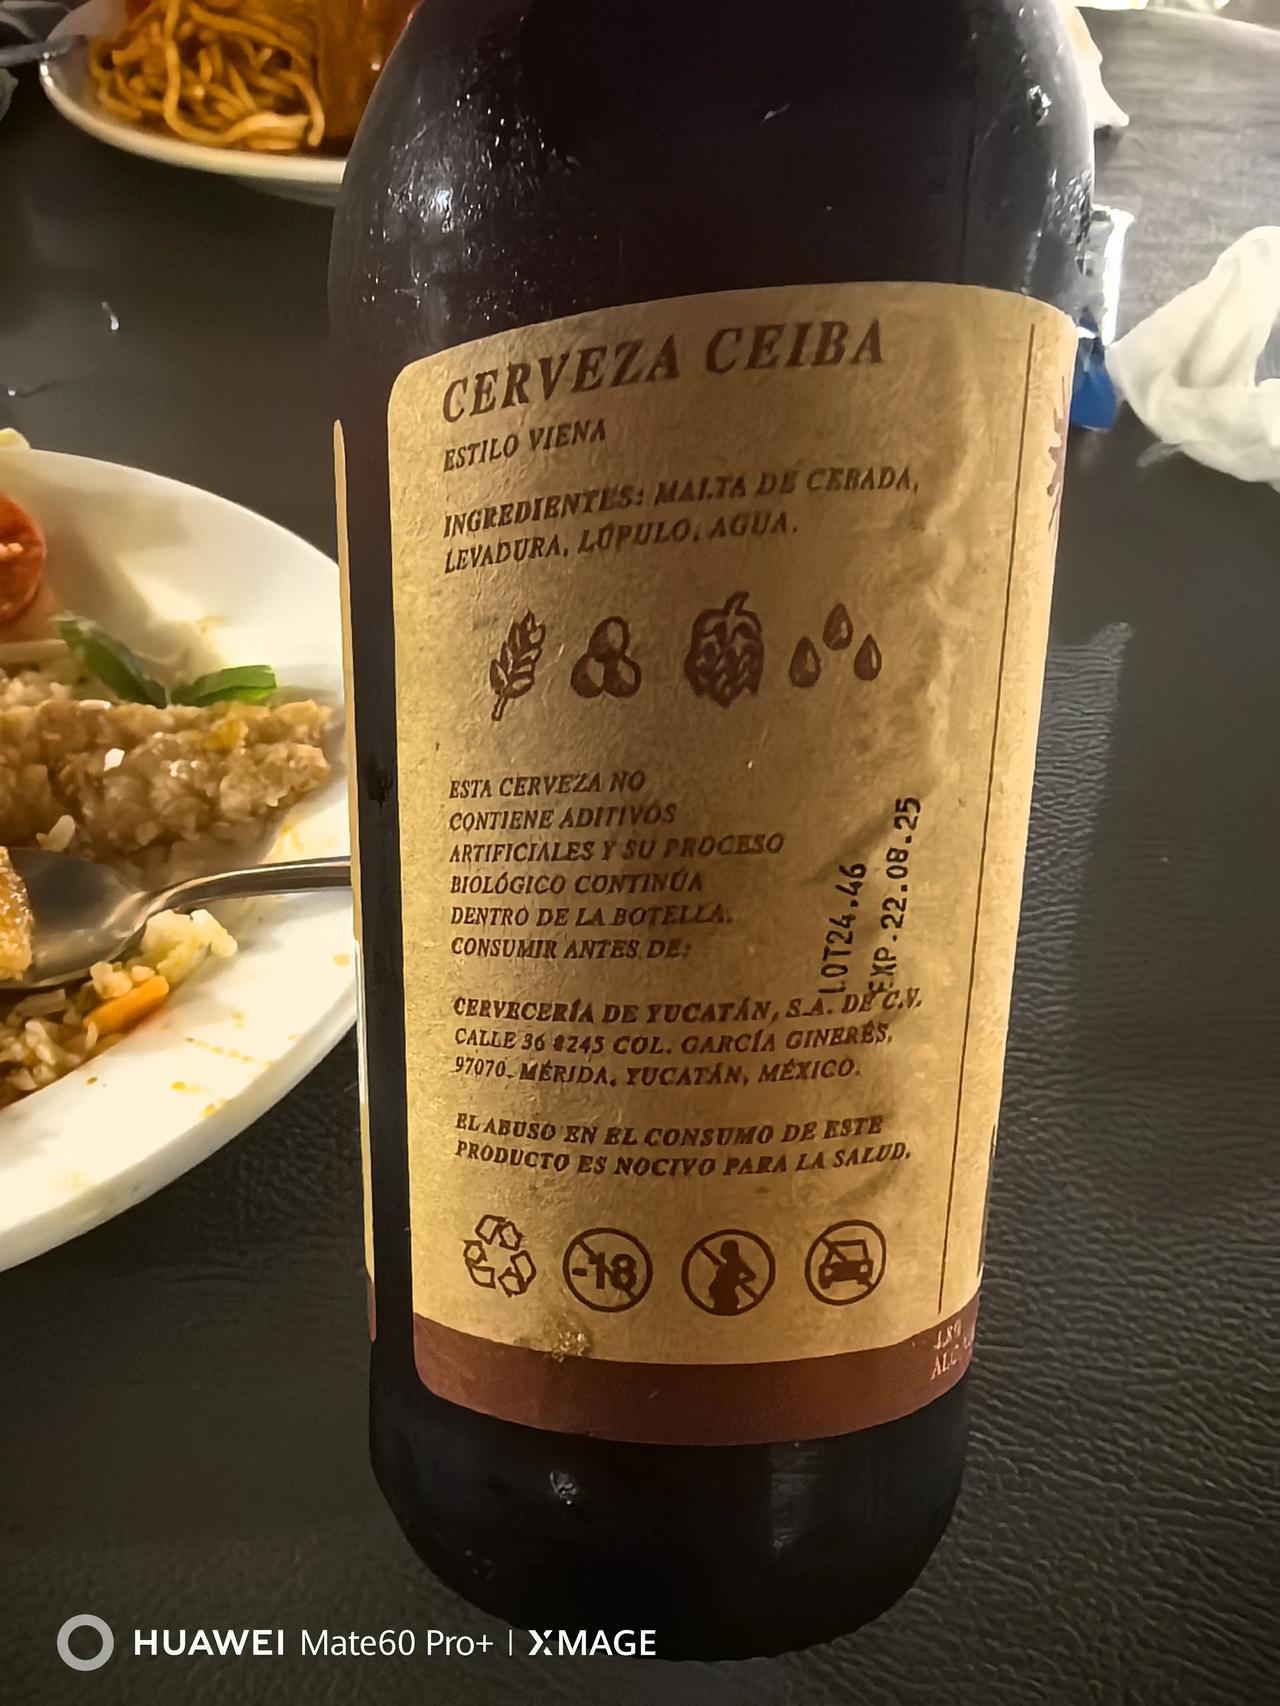 CERVEZA CEIBA
ESTILO VIENA
INGREDIENTES: MALTA DE CEBADA,
LEVADURA, LÚPULO, AGUA.
ESTA CERVEZA NO
CONTIENE ADITIVOS
ARTIFICIALES Y SU PROCESO
BIOLÓGICO CONTINÚA
DENTRO DE LA BOTELLA.
CONSUMIR ANTES DE:
LOT24.46
EXP.22.08.25
CERVECERÍA DE YUCATÁN, S.A. DE C.V.
CALLE 36 #245 COL. GARCÍA GINERÉS,
97070, MÉRIDA, YUCATÁN, MÉXICO.
EL ABUSO EN EL CONSUMO DE ESTE
PRODUCTO ES NOCIVO PARA LA SALUD.
-18
HUAWEI Mate60 Pro+ | XMAGE